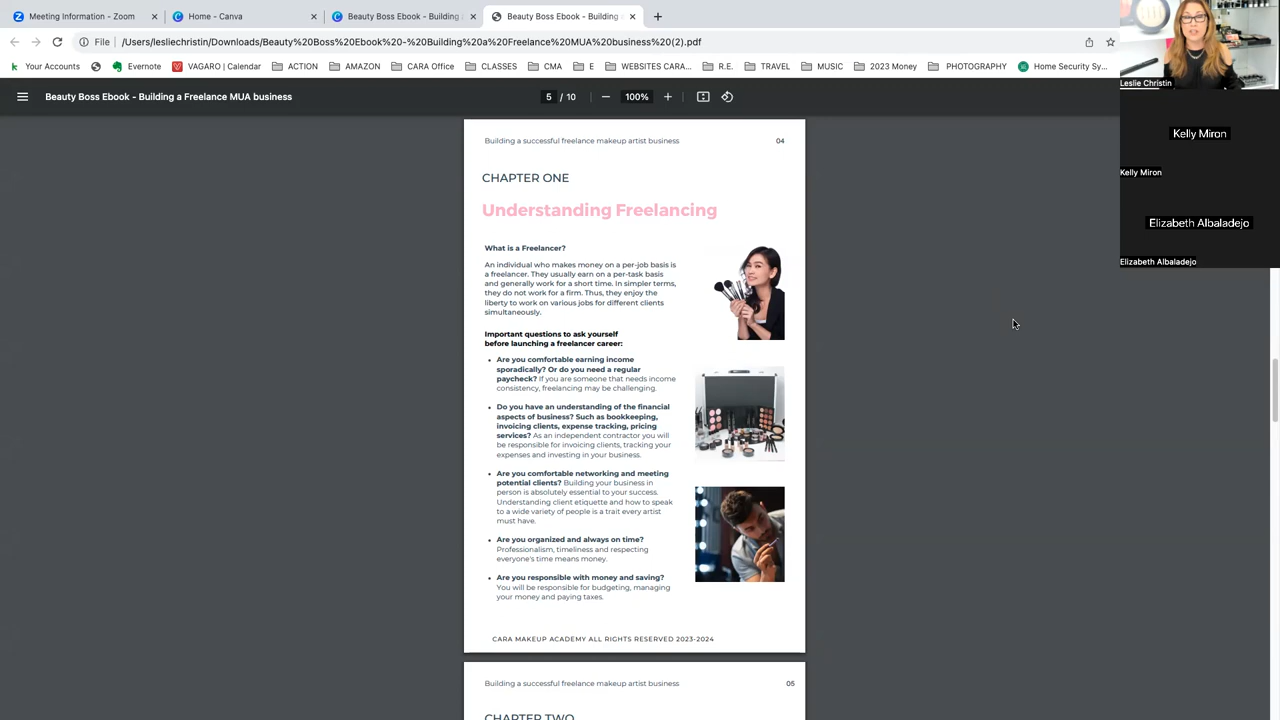 Meeting Information - Zoom
Home - Canva
Beauty Boss Ebook - Building
Beauty Boss Ebook - Building
File
/Users/lesliechristin/Downloads/Beauty%20Boss%20Ebook%20-%20Building%20a%20Freelance%20MUA%20business%20(2).pdf
Your Accounts
Evernote
VAGARO | Calendar
ACTION
AMAZON
CARA Office
CLASSES
CMA
E
WEBSITES CARA...
R.E.
TRAVEL
MUSIC
2023 Money
PHOTOGRAPHY
Home Security Sy...
Beauty Boss Ebook - Building a Freelance MUA business
5 / 10
100%
Leslie Christin
Kelly Miron
Kelly Miron
Elizabeth Albaladejo
Elizabeth Albaladejo
Building a successful freelance makeup artist business 04
CHAPTER ONE
Understanding Freelancing
What is a Freelancer?
An individual who makes money on a per-job basis is
a freelancer. They usually earn on a per-task basis
and generally work for a short time. In simpler terms,
they do not work for a firm. Thus, they enjoy the
liberty to work on various jobs for different clients
simultaneously.
Important questions to ask yourself
before launching a freelancer career:
• Are you comfortable earning income
sporadically? Or do you need a regular
paycheck? If you are someone that needs income
consistency, freelancing may be challenging.
• Do you have an understanding of the financial
aspects of business? Such as bookkeeping,
invoicing clients, expense tracking, pricing
services? As an independent contractor you will
be responsible for invoicing clients, tracking your
expenses and investing in your business.
• Are you comfortable networking and meeting
potential clients? Building your business in
person is absolutely essential to your success.
Understanding client etiquette and how to speak
to a wide variety of people is a trait every artist
must have.
• Are you organized and always on time?
Professionalism, timeliness and respecting
everyone's time means money.
• Are you responsible with money and saving?
You will be responsible for budgeting, managing
your money and paying taxes.
CARA MAKEUP ACADEMY ALL RIGHTS RESERVED 2023-2024
Building a successful freelance makeup artist business 05
CHAPTER TWO